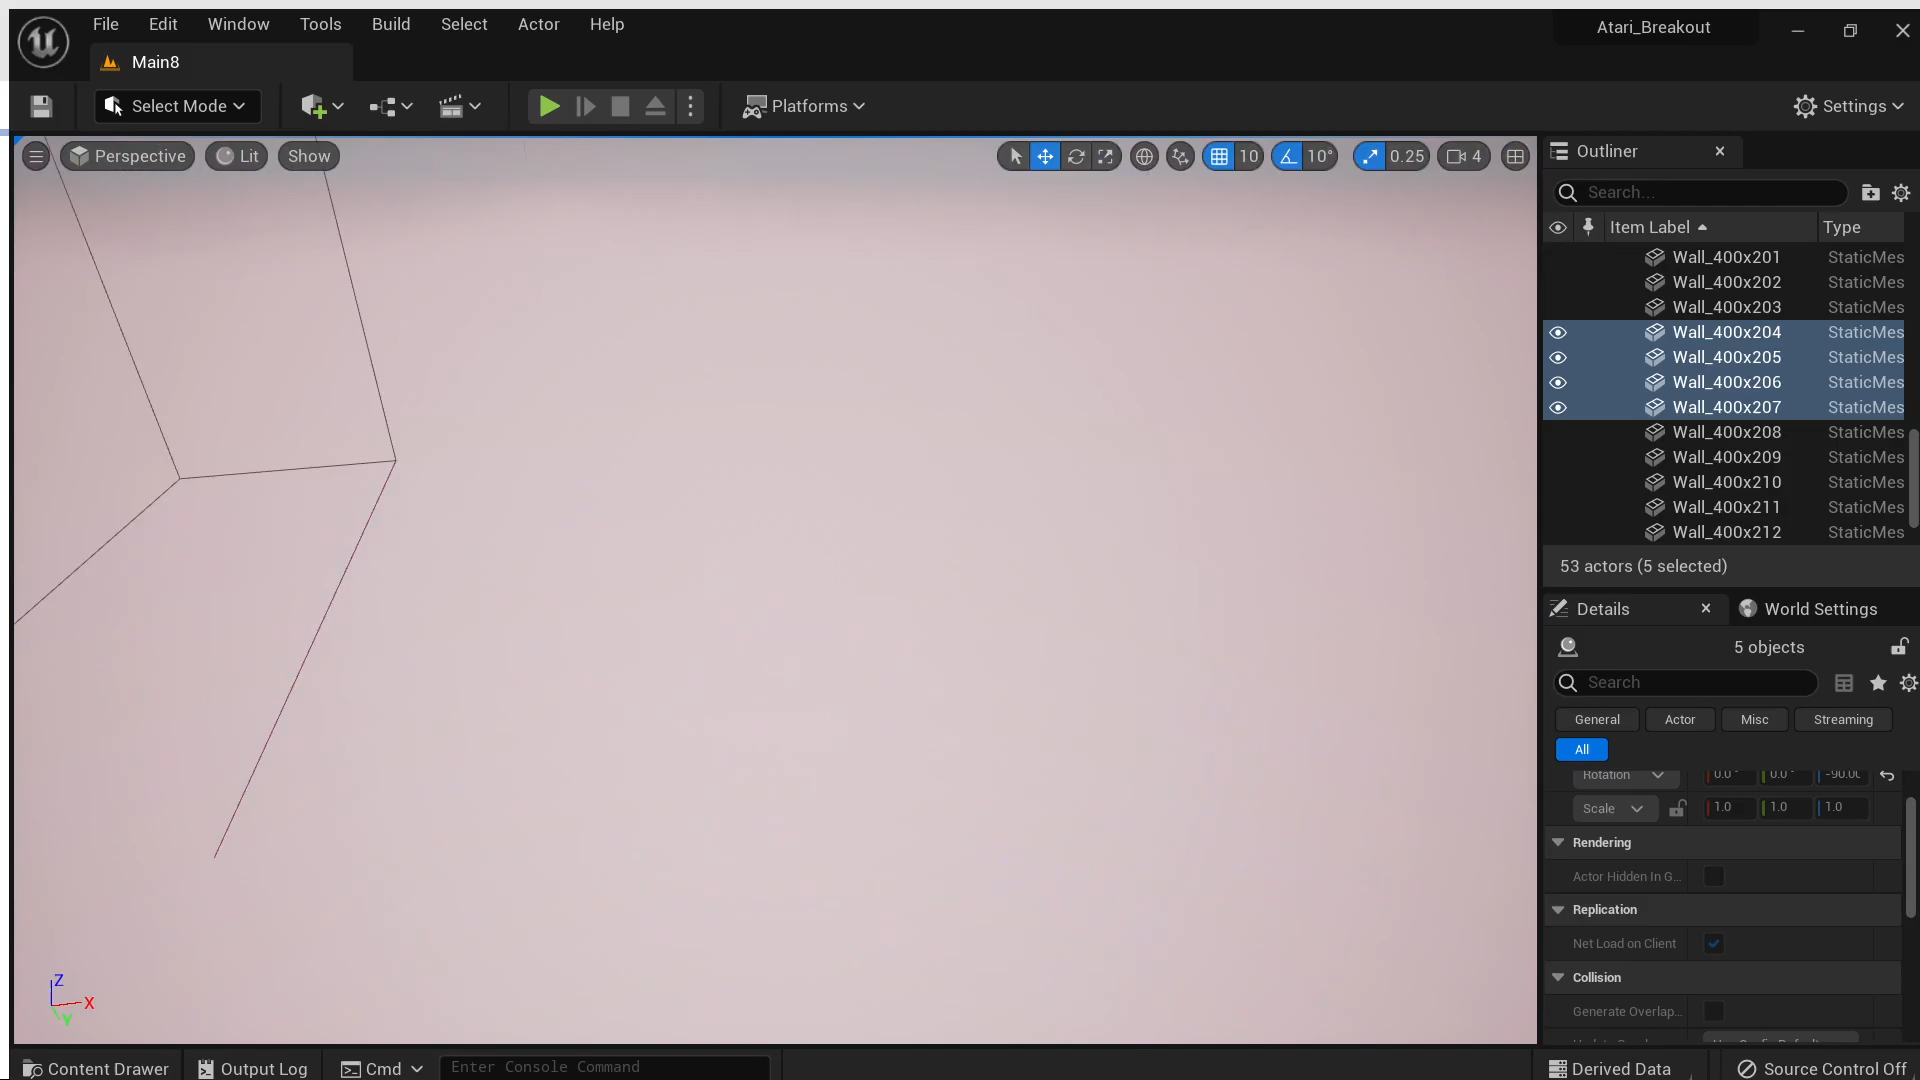 File Edit Window Tools Build Select Actor Help
Atari_Breakout
Main8
Select Mode
Platforms
Settings
Perspective Lit Show
10 10° 0.25 4
Outliner
Search...
Item Label Type
Wall_400x201 StaticMes
Wall_400x202 StaticMes
Wall_400x203 StaticMes
Wall_400x204 StaticMes
Wall_400x205 StaticMes
Wall_400x206 StaticMes
Wall_400x207 StaticMes
Wall_400x208 StaticMes
Wall_400x209 StaticMes
Wall_400x210 StaticMes
Wall_400x211 StaticMes
Wall_400x212 StaticMes
53 actors (5 selected)
Details World Settings
5 objects
Search
General Actor Misc Streaming
All
Rotation 0.0° 0.0°
Scale 1.0 1.0 1.0
Rendering
Actor Hidden In G...
Replication
Net Load on Client
Collision
Generate Overlap...
Z
X
Y
Content Drawer Output Log Cmd Enter Console Command Derived Data Source Control Off